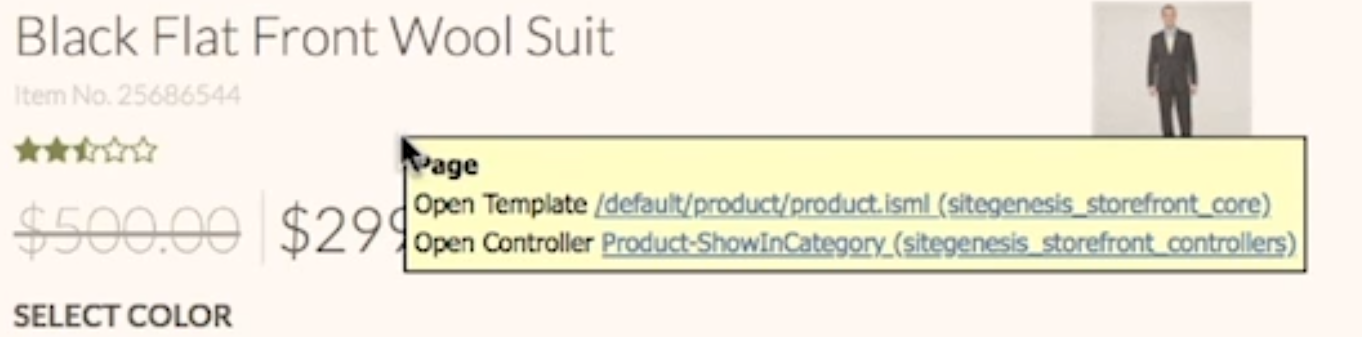 Black Flat Front Wool Suit
Item No. 25686544
Page
$500.00 $299
Open Template /default/product/product.isml (sitegenesis_storefront_core)
Open Controller Product-ShowInCategory (sitegenesis_storefront_controllers)
SELECT COLOR